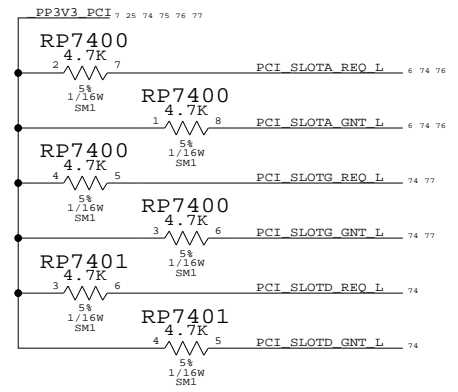 PP3V3_PCI 7 25 74 75 76 77
RP7400
4.7K
2 7 PCI_SLOTA_REQ_L 6 74 76
5%
1/16W
SM1
RP7400
4.7K
1 8 PCI_SLOTA_GNT_L 6 74 76
5%
1/16W
SM1
RP7400
4.7K
4 5 PCI_SLOTG_REQ_L 74 77
5%
1/16W
SM1
RP7400
4.7K
3 6 PCI_SLOTG_GNT_L 74 77
5%
1/16W
SM1
RP7401
4.7K
3 6 PCI_SLOTD_REQ_L 74
5%
1/16W
SM1
RP7401
4.7K
4 5 PCI_SLOTD_GNT_L 74
5%
1/16W
SM1